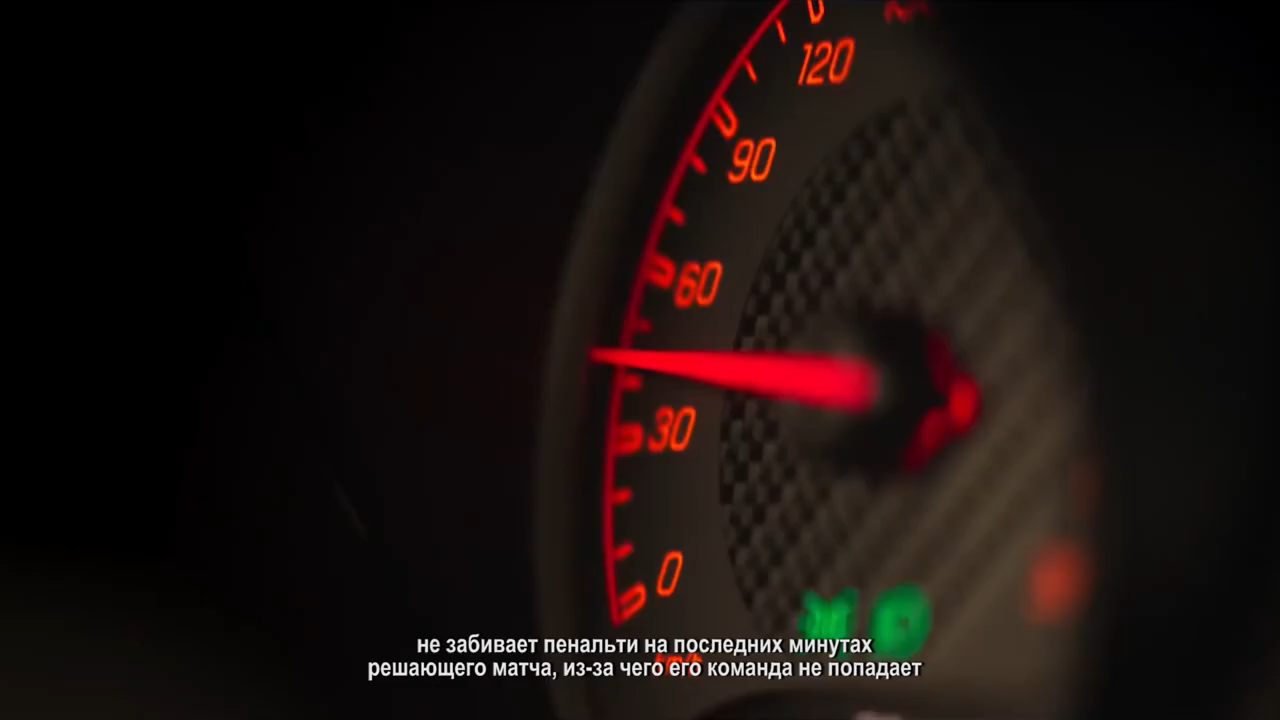 120
90
60
30
0
не забивает пенальти на последних минутах
решающего матча, из-за чего его команда не попадает